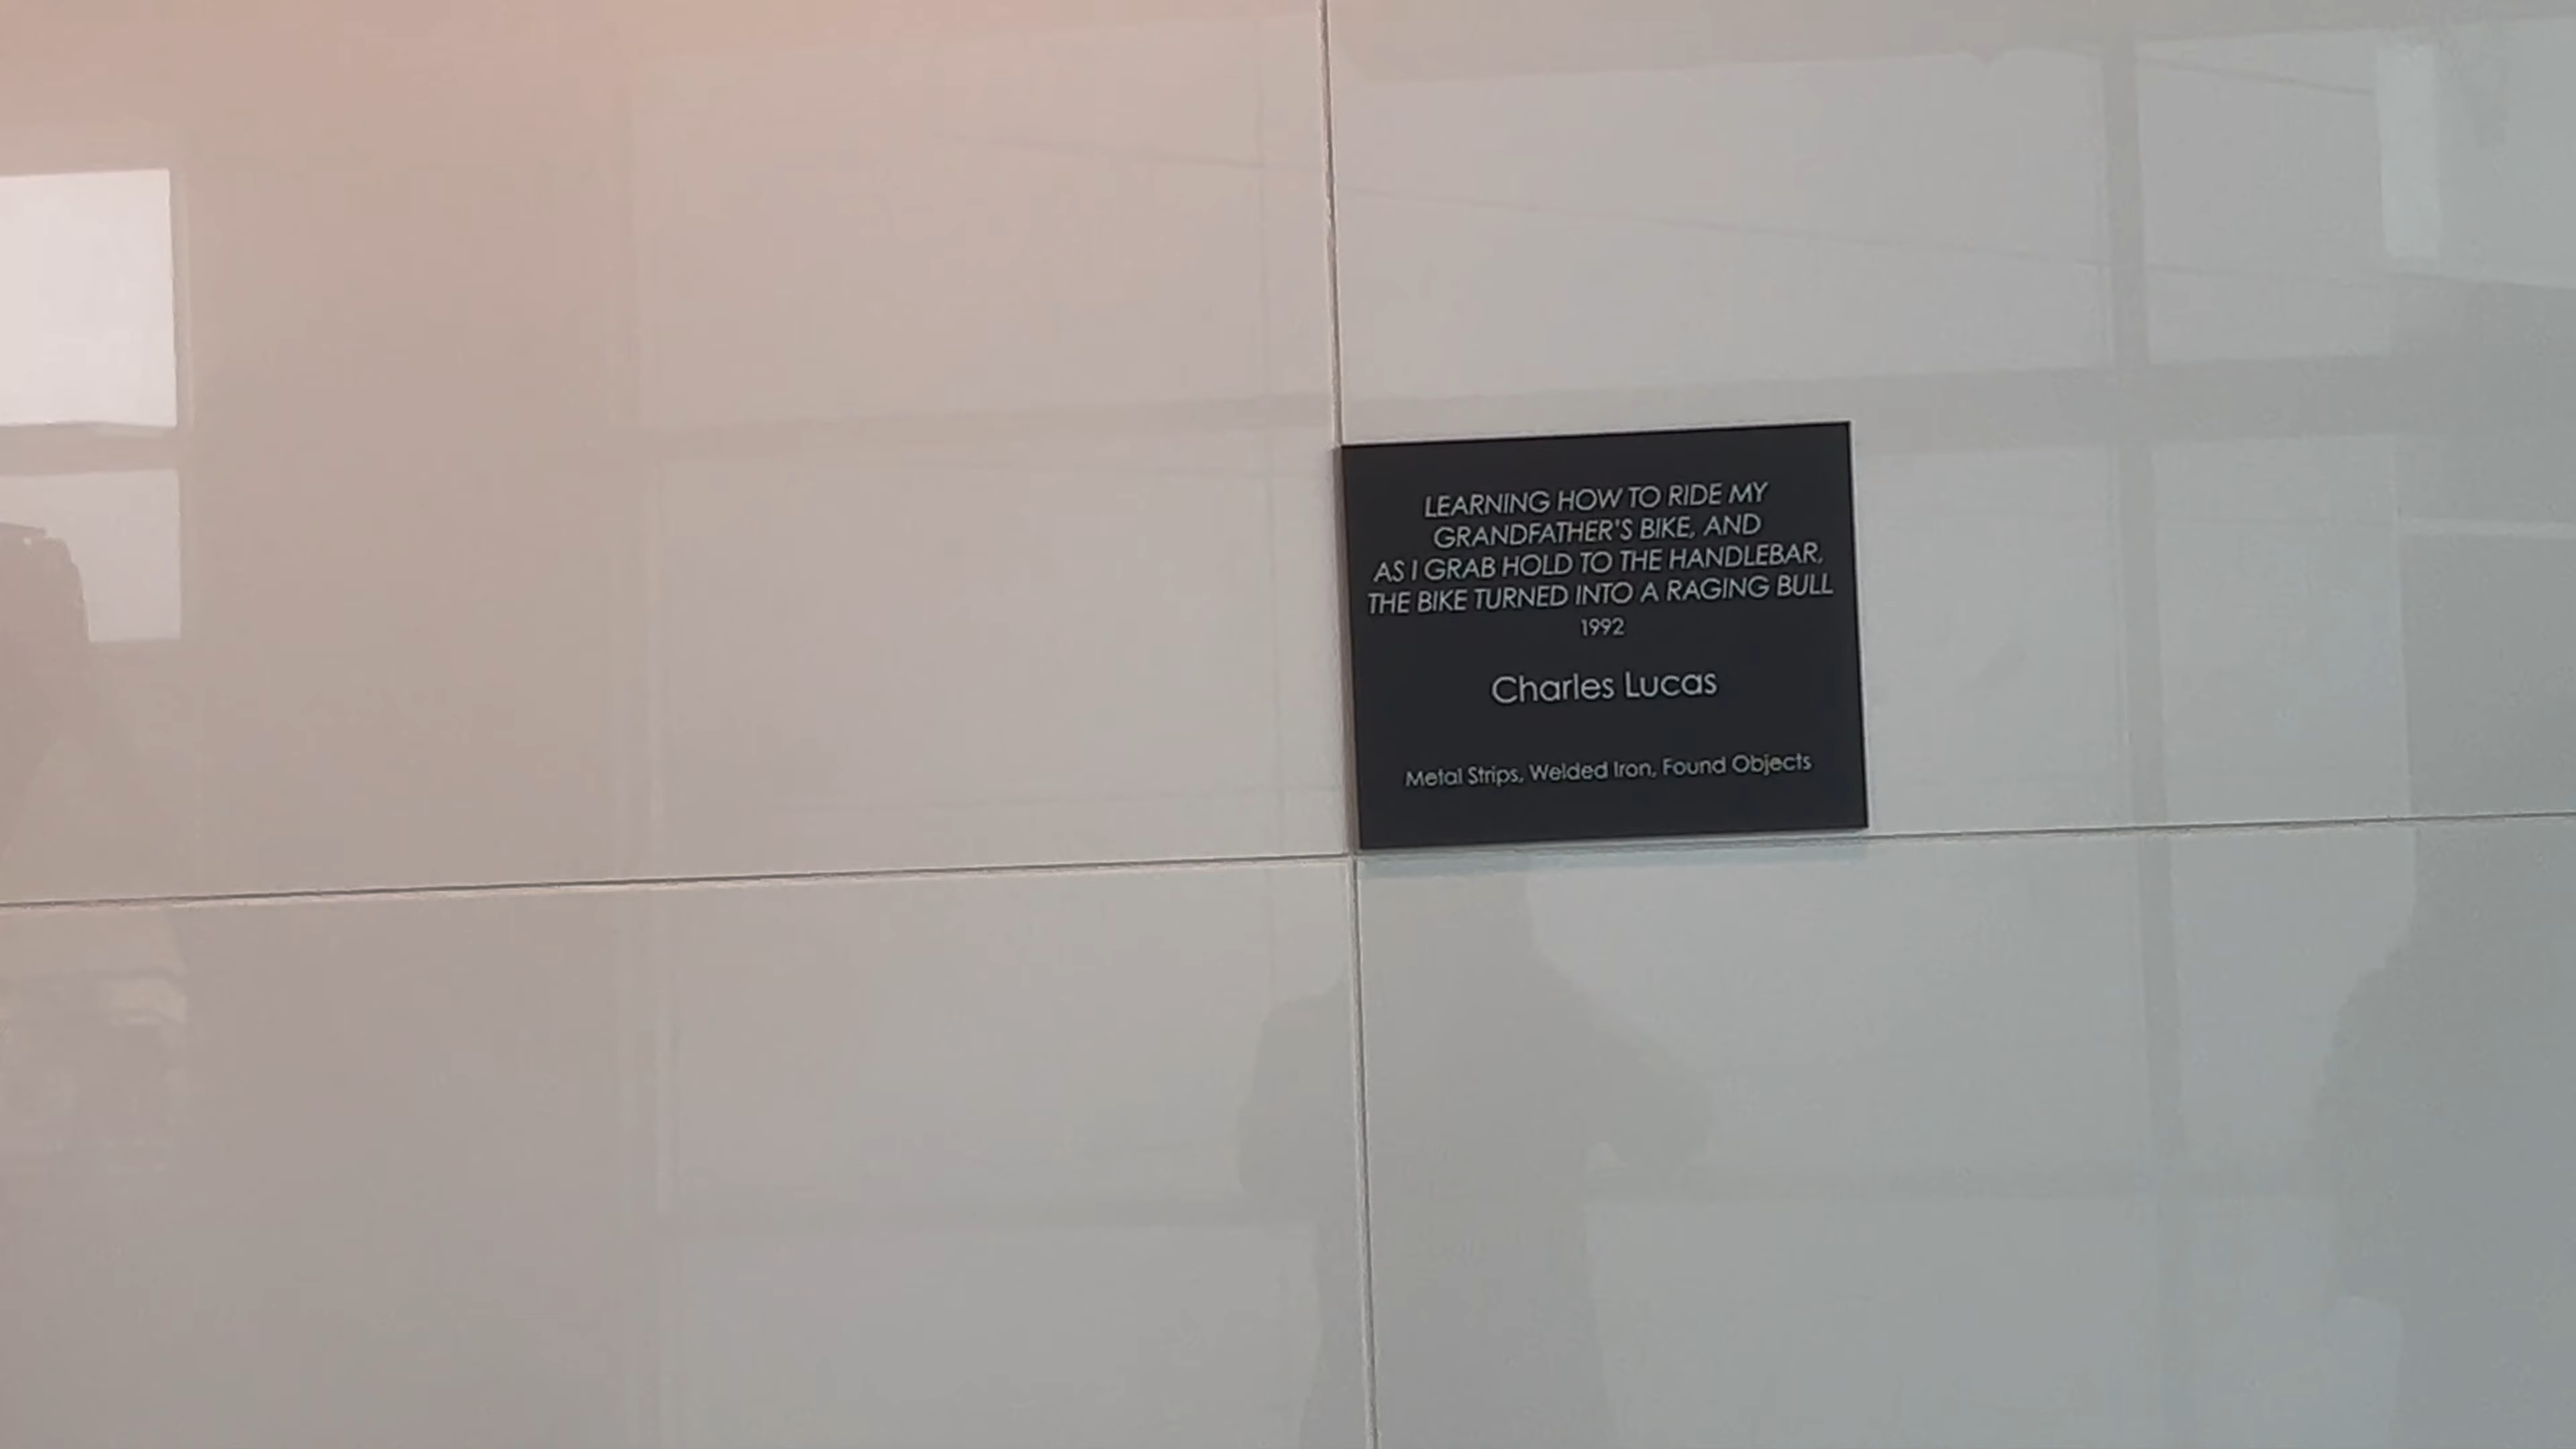 LEARNING HOW TO RIDE MY
GRANDFATHER'S BIKE, AND
AS I GRAB HOLD TO THE HANDLEBAR,
THE BIKE TURNED INTO A RAGING BULL
1992
Charles Lucas
Metal Strips, Welded Iron, Found Objects